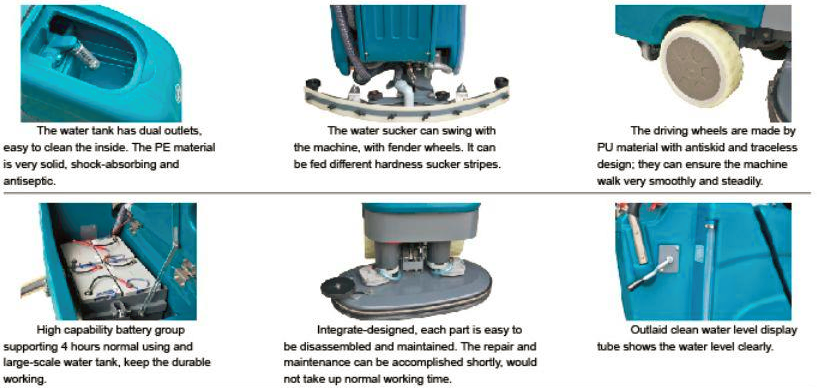 The water tank has dual outlets,
easy to clean the inside. The PE material
is very solid, shock-absorbing and
antiseptic.
The water sucker can swing with
the machine, with fender wheels. It can
be fed different hardness sucker stripes.
The driving wheels are made by
PU material with antiskid and traceless
design; they can ensure the machine
walk very smoothly and steadily.
High capability battery group
supporting 4 hours normal using and
large-scale water tank, keep the durable
working.
Integrate-designed, each part is easy to
be disassembled and maintained. The repair and
maintenance can be accomplished shortly, would
not take up normal working time.
Outlaid clean water level display
tube shows the water level clearly.